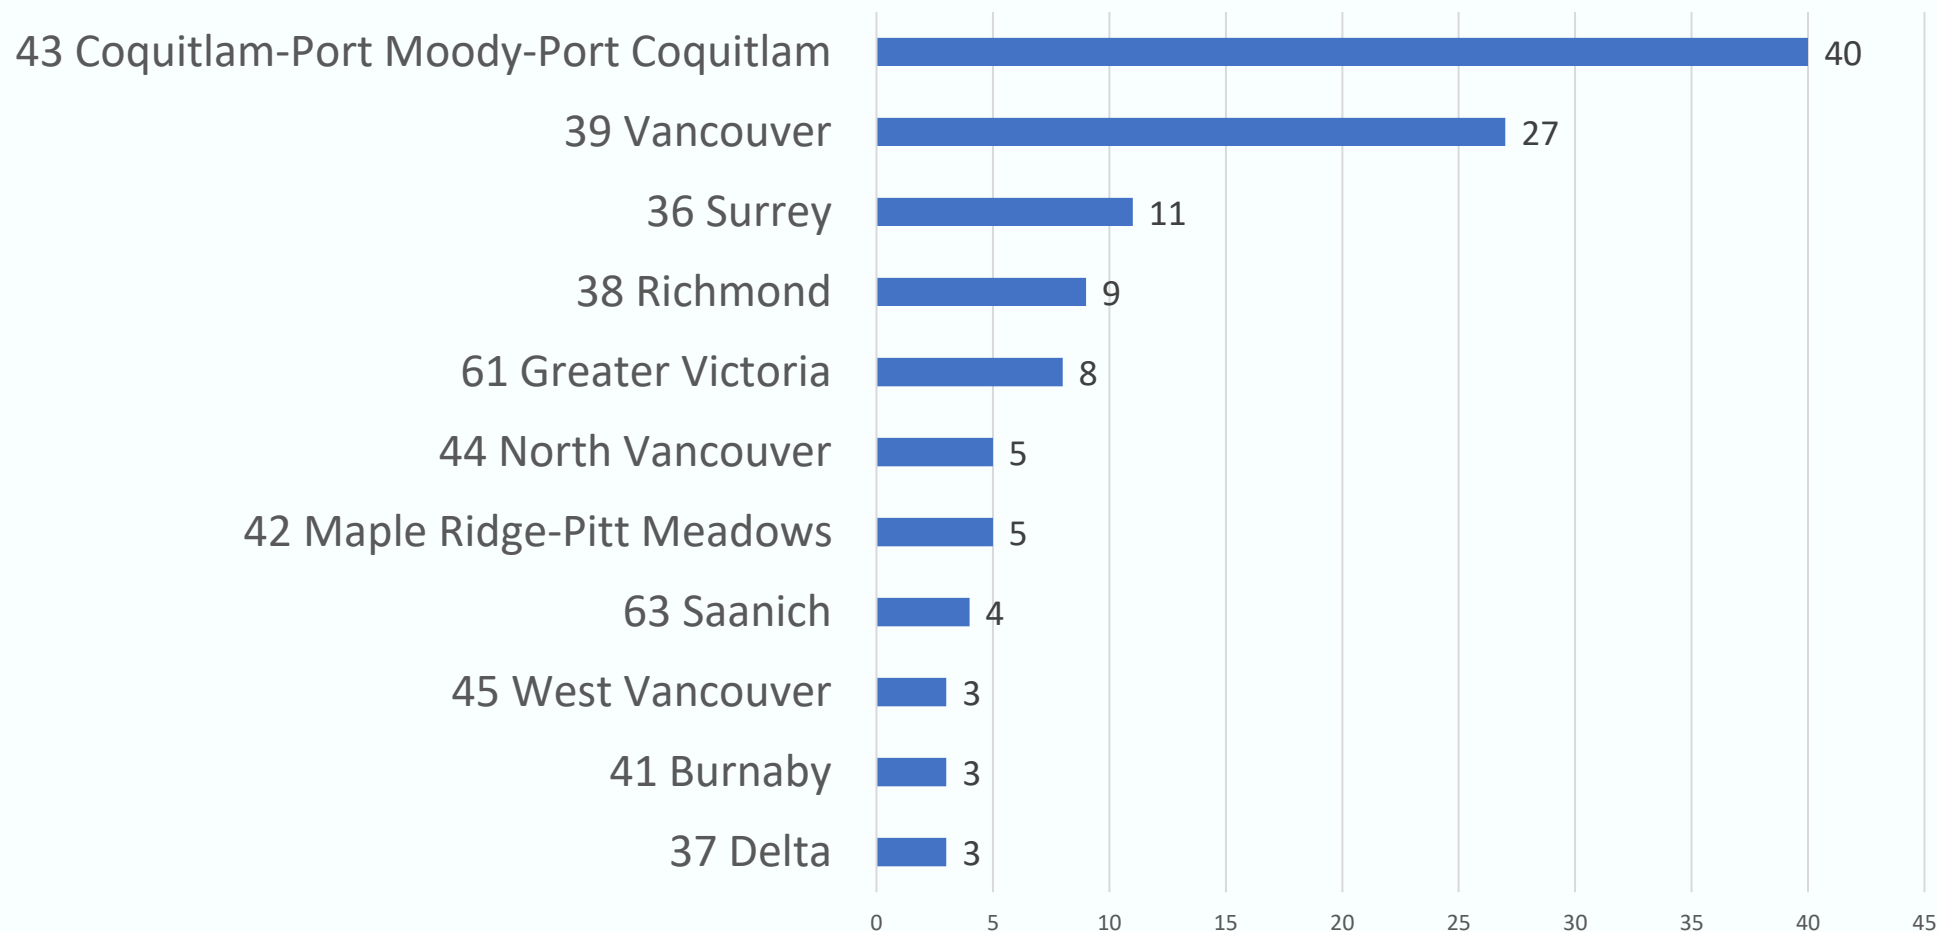 43 Coquitlam-Port Moody-Port Coquitlam 40
39 Vancouver 27
36 Surrey 11
38 Richmond 9
61 Greater Victoria 8
44 North Vancouver 5
42 Maple Ridge-Pitt Meadows 5
63 Saanich 4
45 West Vancouver 3
41 Burnaby 3
37 Delta 3
0 5 10 15 20 25 30 35 40 45